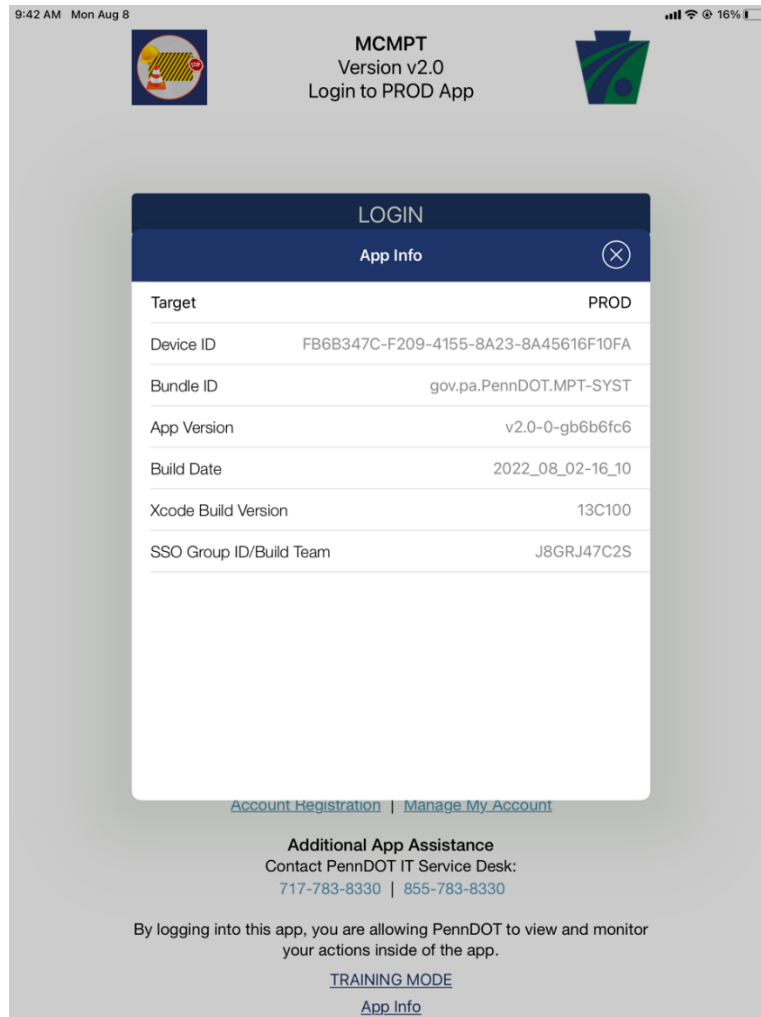 9:42 AM Mon Aug 8 16%
MCMPT
Version v2.0
Login to PROD App
STOP
LOGIN
App Info
Target PROD
Device ID FB6B347C-F209-4155-8A23-8A45616F10FA
Bundle ID gov.pa.PennDOT.MPT-SYST
App Version v2.0-0-gb6b6fc6
Build Date 2022_08_02-16_10
Xcode Build Version 13C100
SSO Group ID/Build Team J8GRJ47C2S
Account Registration | Manage My Account
Additional App Assistance
Contact PennDOT IT Service Desk:
717-783-8330 | 855-783-8330
By logging into this app, you are allowing PennDOT to view and monitor
your actions inside of the app.
TRAINING MODE
App Info